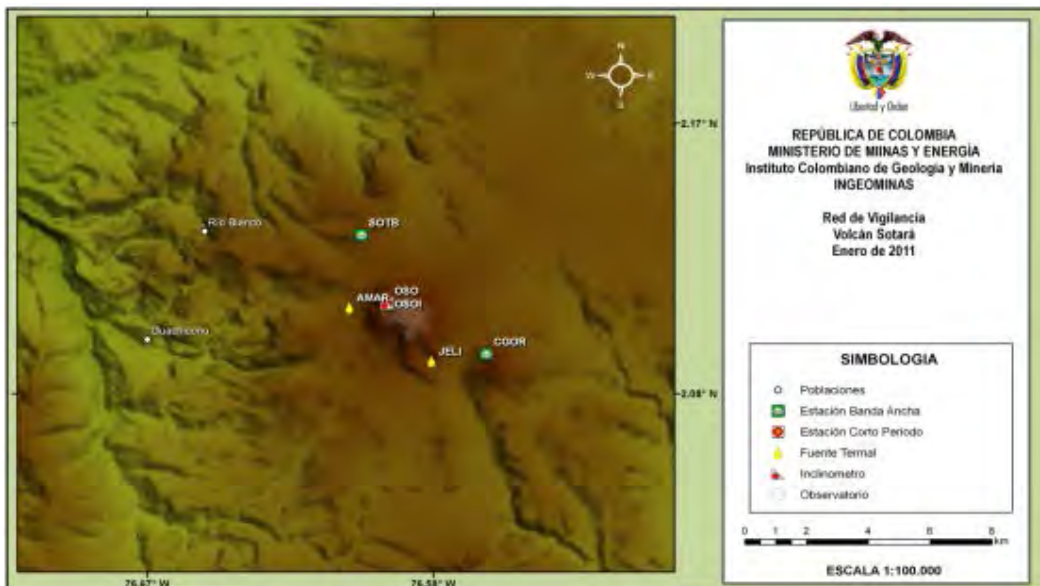 N
W
E
S
2.17° N
Río Blanco
SOTB
OSO
AMAR
OSOI
JELI
COOR
2.08° N
76.67° W
76.58° W
Libertad y Orden
REPÚBLICA DE COLOMBIA
MINISTERIO DE MIINAS Y ENERGÍA
Instituto Colombiano de Geología y Minería
INGEOMINAS
Red de Vigilancia
Volcán Sotará
Enero de 2011
SIMBOLOGIA
Poblaciones
Estación Banda Ancha
Estación Corto Periodo
Fuente Termal
Inclinometro
Observatorio
0 1 2 4 6 8
km
ESCALA 1:100.000